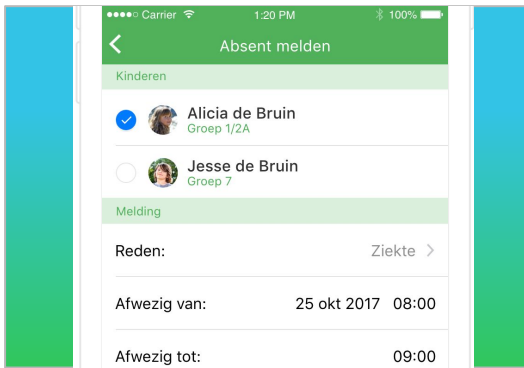 Carrier 1:20 PM 100%
Absent melden
Kinderen
Alicia de Bruin
Groep 1/2A
Jesse de Bruin
Groep 7
Melding
Reden: Ziekte
Afwezig van: 25 okt 2017 08:00
Afwezig tot: 09:00